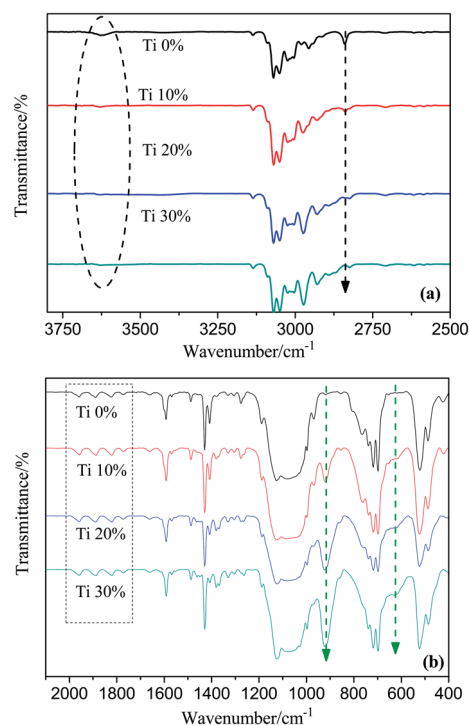 Ti 0%
Ti 10%
Ti 20%
Ti 30%
Transmittance/%
(a)
3750 3500 3250 3000 2750 2500
Wavenumber/cm⁻¹
Ti 0%
Ti 10%
Ti 20%
Ti 30%
Transmittance/%
(b)
2000 1800 1600 1400 1200 1000 800 600 400
Wavenumber/cm⁻¹